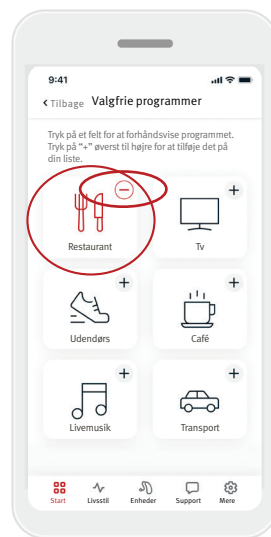 9:41
Tilbage Valgfrie programmer
Tryk på et felt for at forhåndsvise programmet.
Tryk på “+” øverst til højre for at tilføje det på
din liste.
Restaurant
Tv
Udendørs
Café
Livemusik
Transport
Start Livsstil Enheder Support Mere